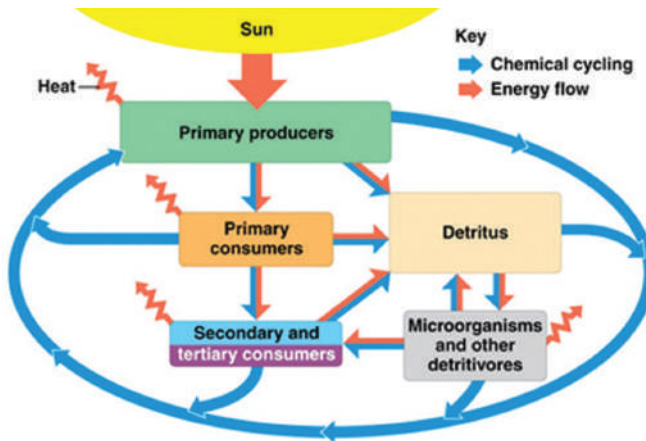 Sun
Key
Chemical cycling
Energy flow
Heat
Primary producers
Primary
consumers
Detritus
Secondary and
tertiary consumers
Microorganisms
and other
detritivores